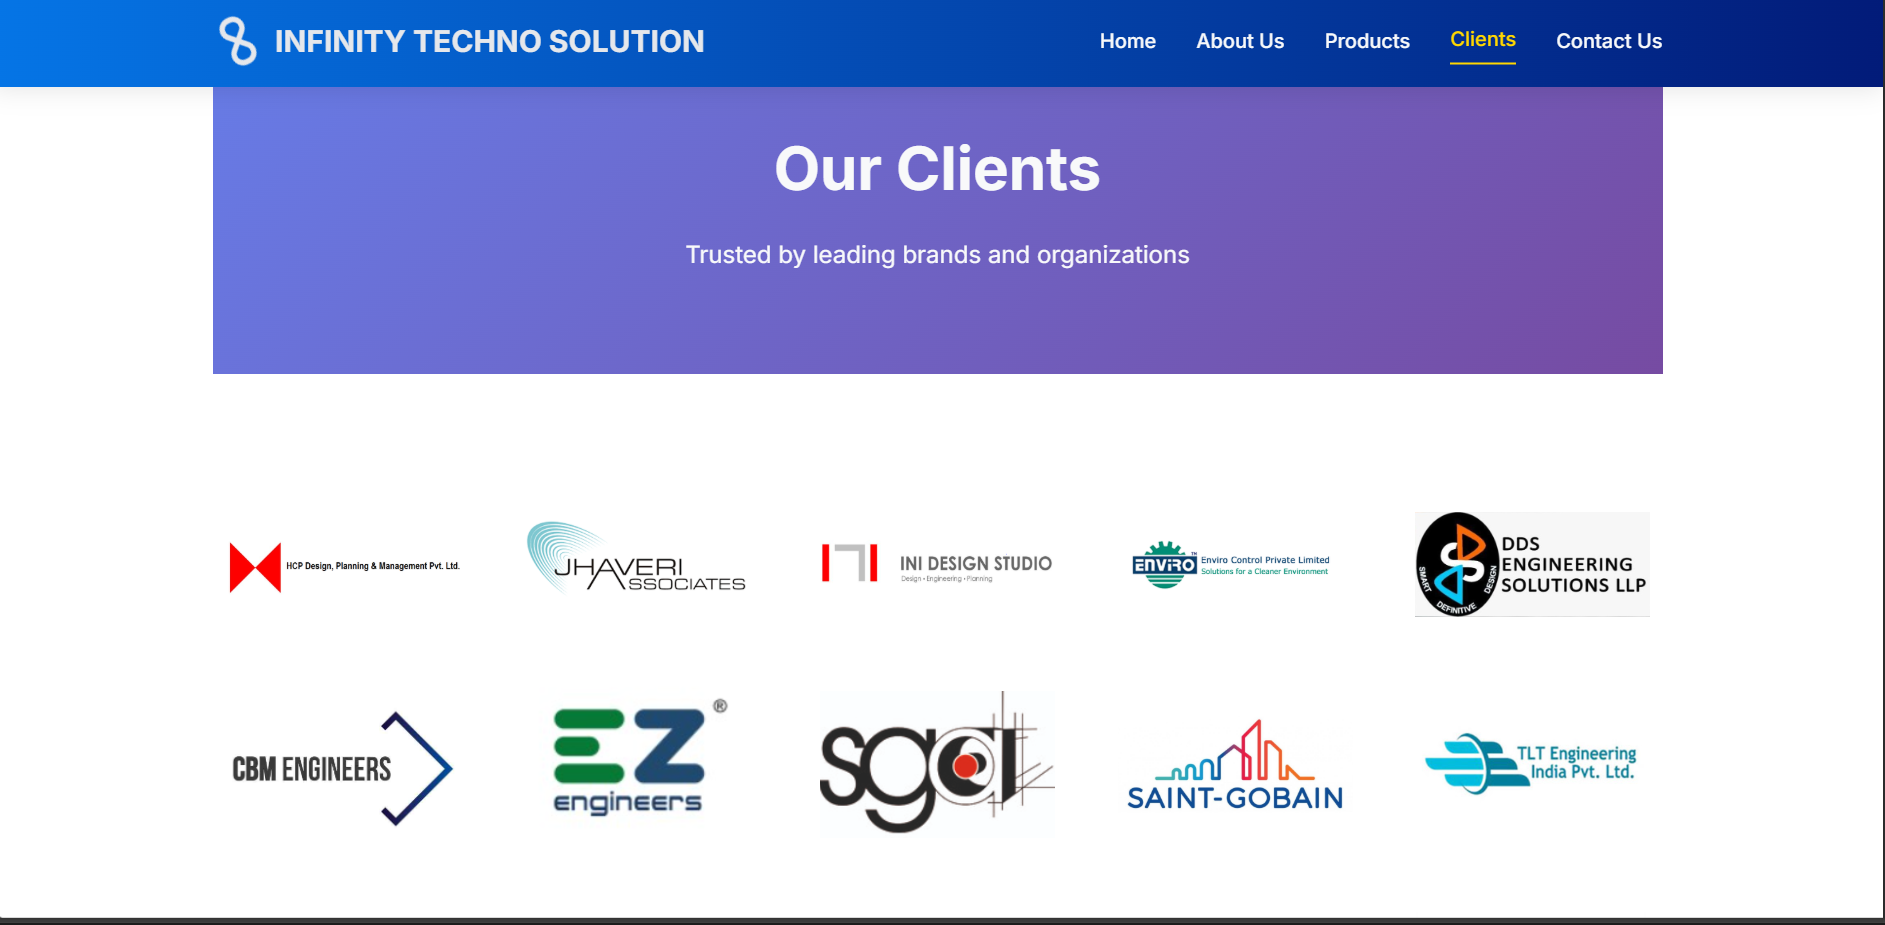 INFINITY TECHNO SOLUTION
Home
About Us
Products
Clients
Contact Us
Our Clients
Trusted by leading brands and organizations
HCP Design, Planning & Management Pvt. Ltd.
JHAVERI
ASSOCIATES
INI DESIGN STUDIO
Design • Engineering • Planning
ENVIRO™
Enviro Control Private Limited
Solutions for a Cleaner Environment
SMART
DEFINITIVE
DESIGN
DDS
ENGINEERING
SOLUTIONS LLP
CBM ENGINEERS
EZ®
engineers
sgal
SAINT-GOBAIN
TLT Engineering
India Pvt. Ltd.